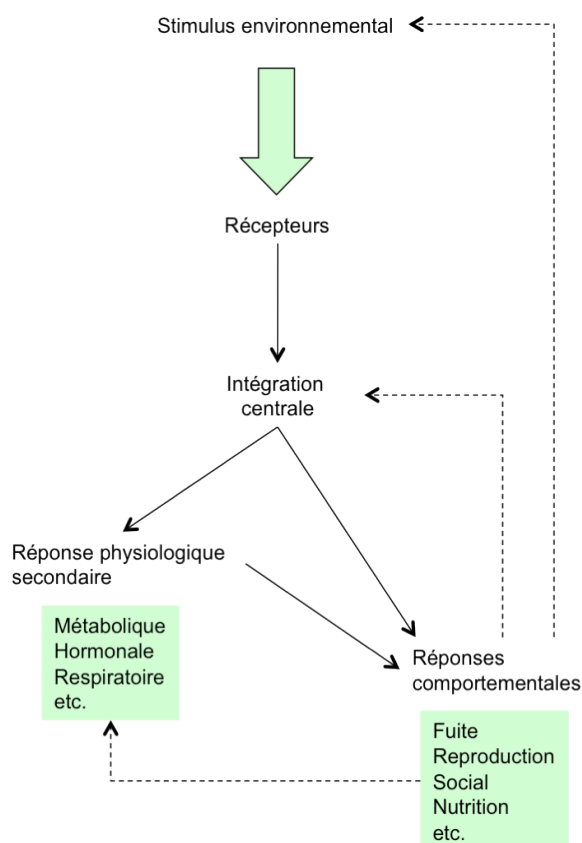 Stimulus environnemental
Récepteurs
Intégration
centrale
Réponse physiologique
secondaire
Métabolique
Hormonale
Respiratoire
etc.
Réponses
comportementales
Fuite
Reproduction
Social
Nutrition
etc.